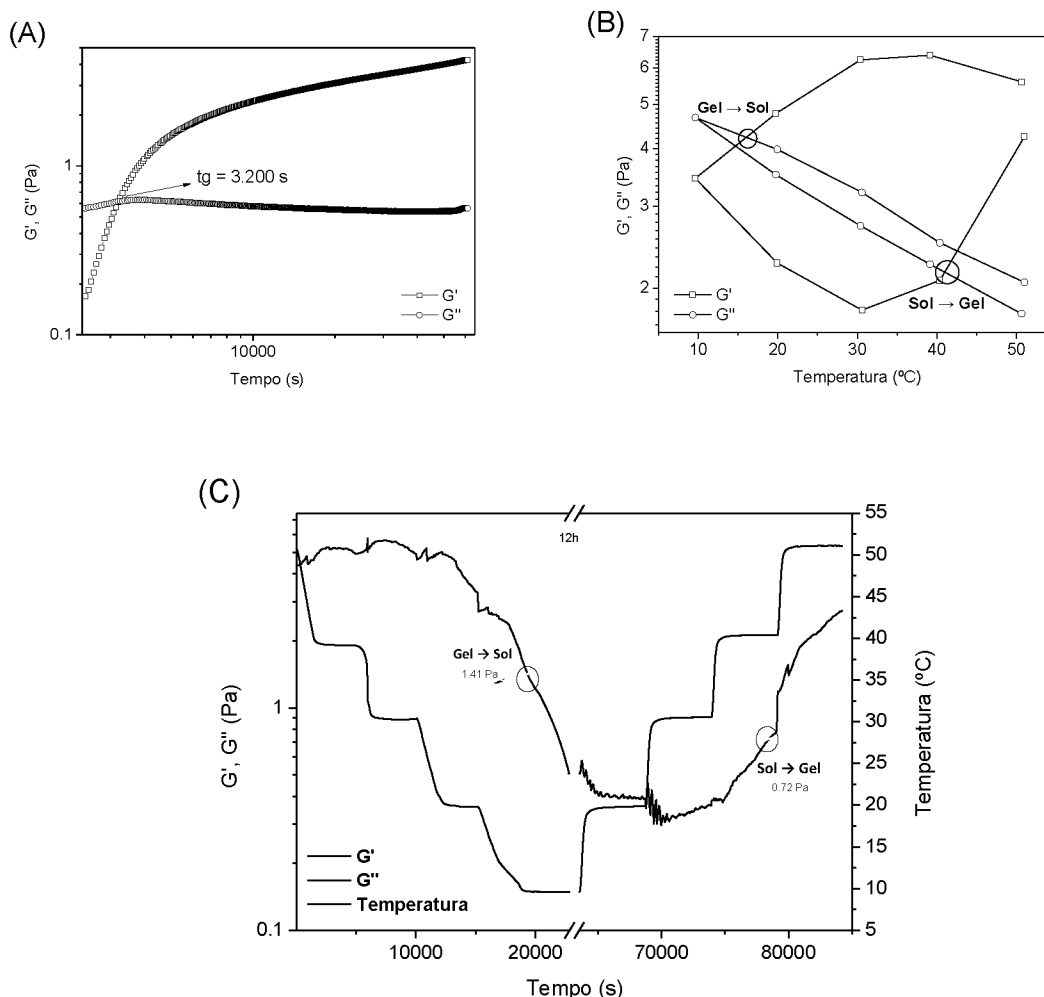 (A)
G', G'' (Pa)
1
0.1
tg = 3.200 s
G'
G''
10000
Tempo (s)
(B)
G', G'' (Pa)
7
6
5
4
3
2
Gel → Sol
Sol → Gel
G'
G''
10
20
30
40
50
Temperatura (ºC)
(C)
G', G'' (Pa)
1
0.1
12h
Gel → Sol
1.41 Pa
Sol → Gel
0.72 Pa
G'
G''
Temperatura
55
50
45
40
35
30
25
20
15
10
5
Temperatura (ºC)
10000
20000
70000
80000
Tempo (s)